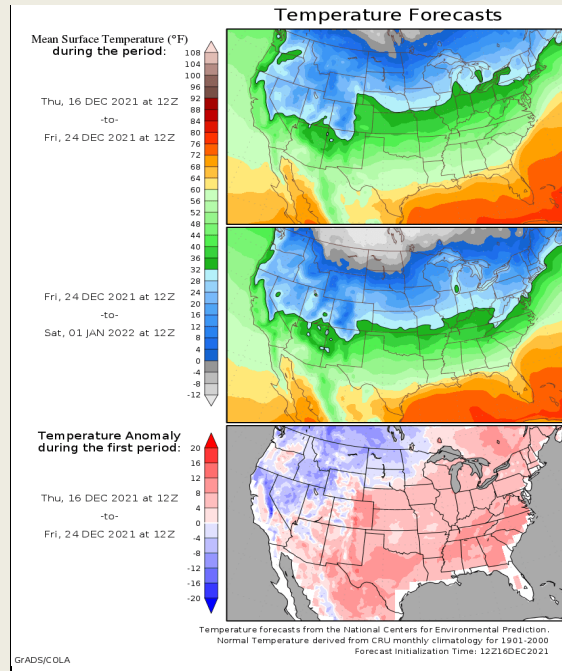 Temperature Forecasts
Mean Surface Temperature (°F)
during the period:
Thu, 16 DEC 2021 at 12Z
-to-
Fri, 24 DEC 2021 at 12Z
108
104
100
96
92
88
84
80
76
72
68
64
60
56
52
48
44
40
36
32
28
24
20
16
12
8
4
0
-4
-8
-12
Fri, 24 DEC 2021 at 12Z
-to-
Sat, 01 JAN 2022 at 12Z
Temperature Anomaly
during the first period:
Thu, 16 DEC 2021 at 12Z
-to-
Fri, 24 DEC 2021 at 12Z
20
16
12
8
4
0
-4
-8
-12
-16
-20
Temperature forecasts from the National Centers for Environmental Prediction.
Normal Temperature derived from CRU monthly climatology for 1901-2000
Forecast Initialization Time: 12Z16DEC2021
GrADS/COLA